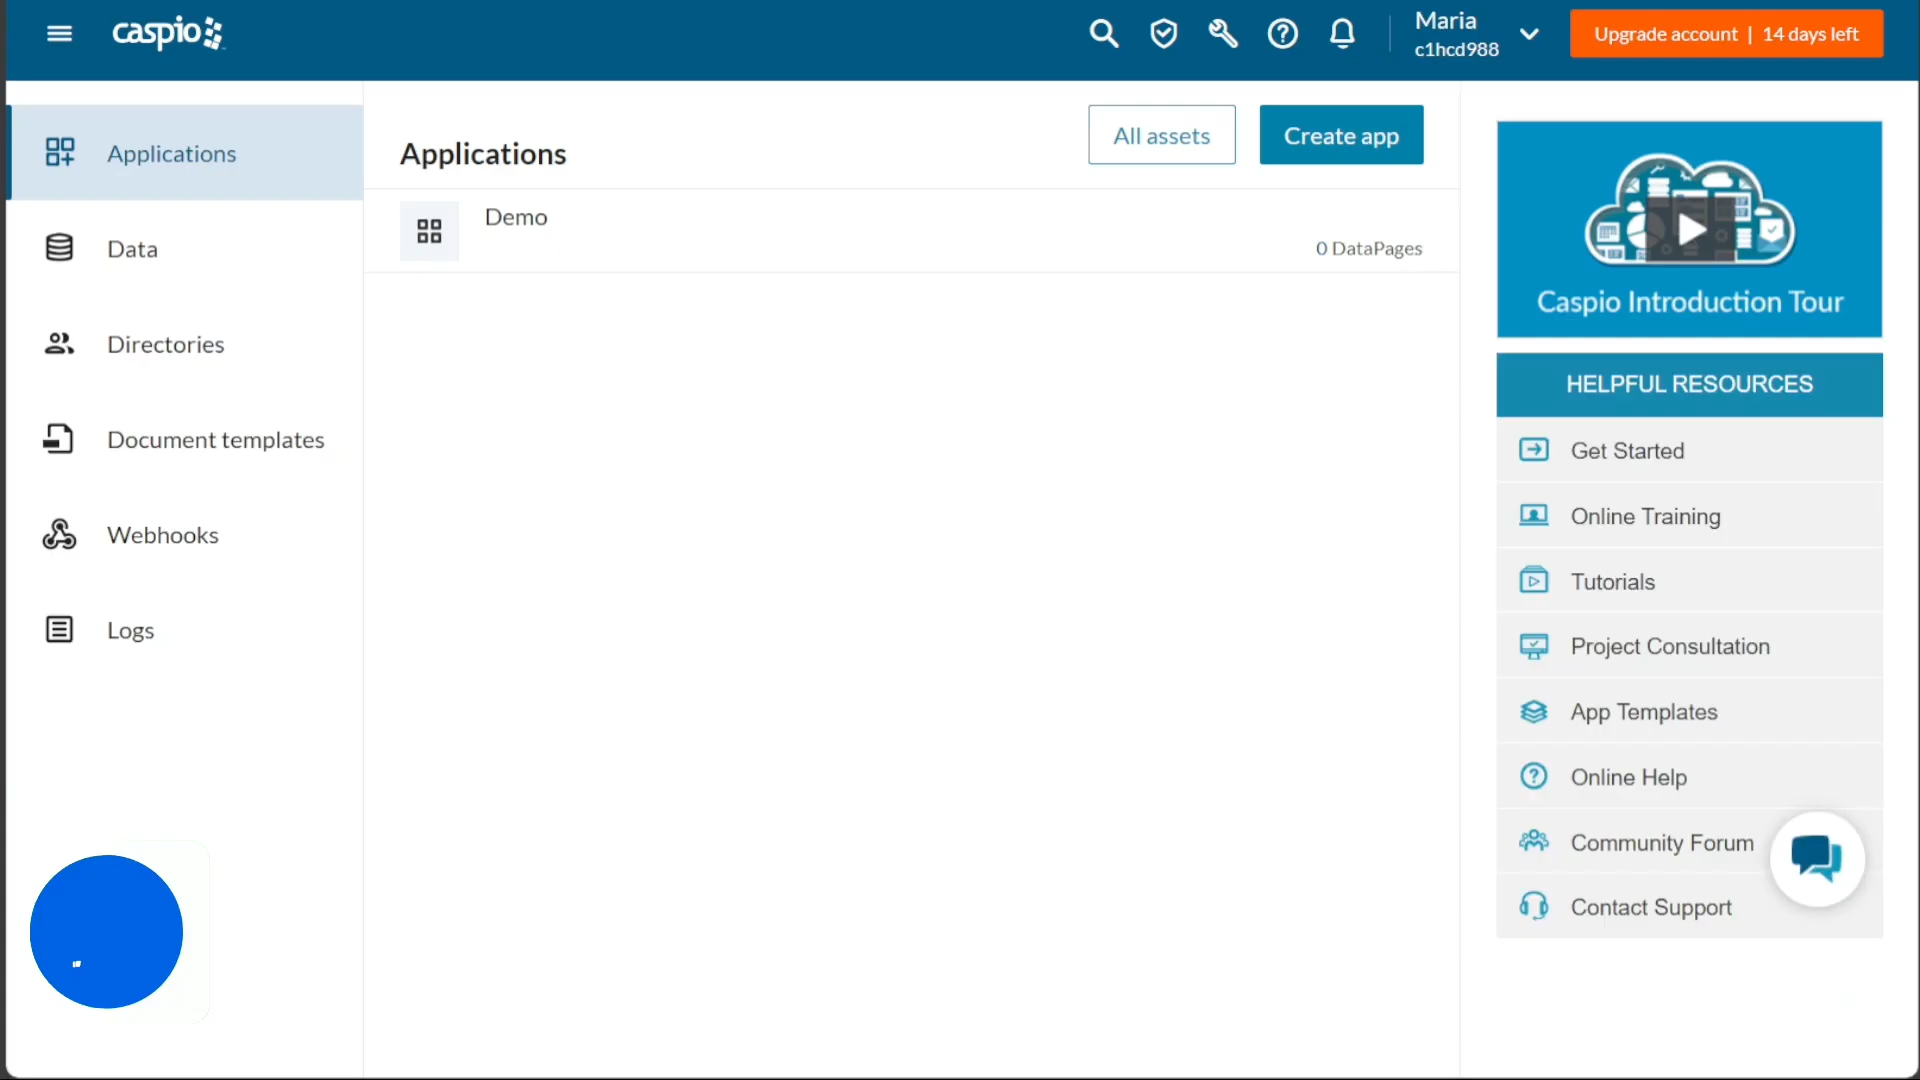 caspio
Maria
c1hcd988
Upgrade account | 14 days left
Applications
Data
Directories
Document templates
Webhooks
Logs
Applications
All assets
Create app
Demo
0 DataPages
Caspio Introduction Tour
HELPFUL RESOURCES
Get Started
Online Training
Tutorials
Project Consultation
App Templates
Online Help
Community Forum
Contact Support